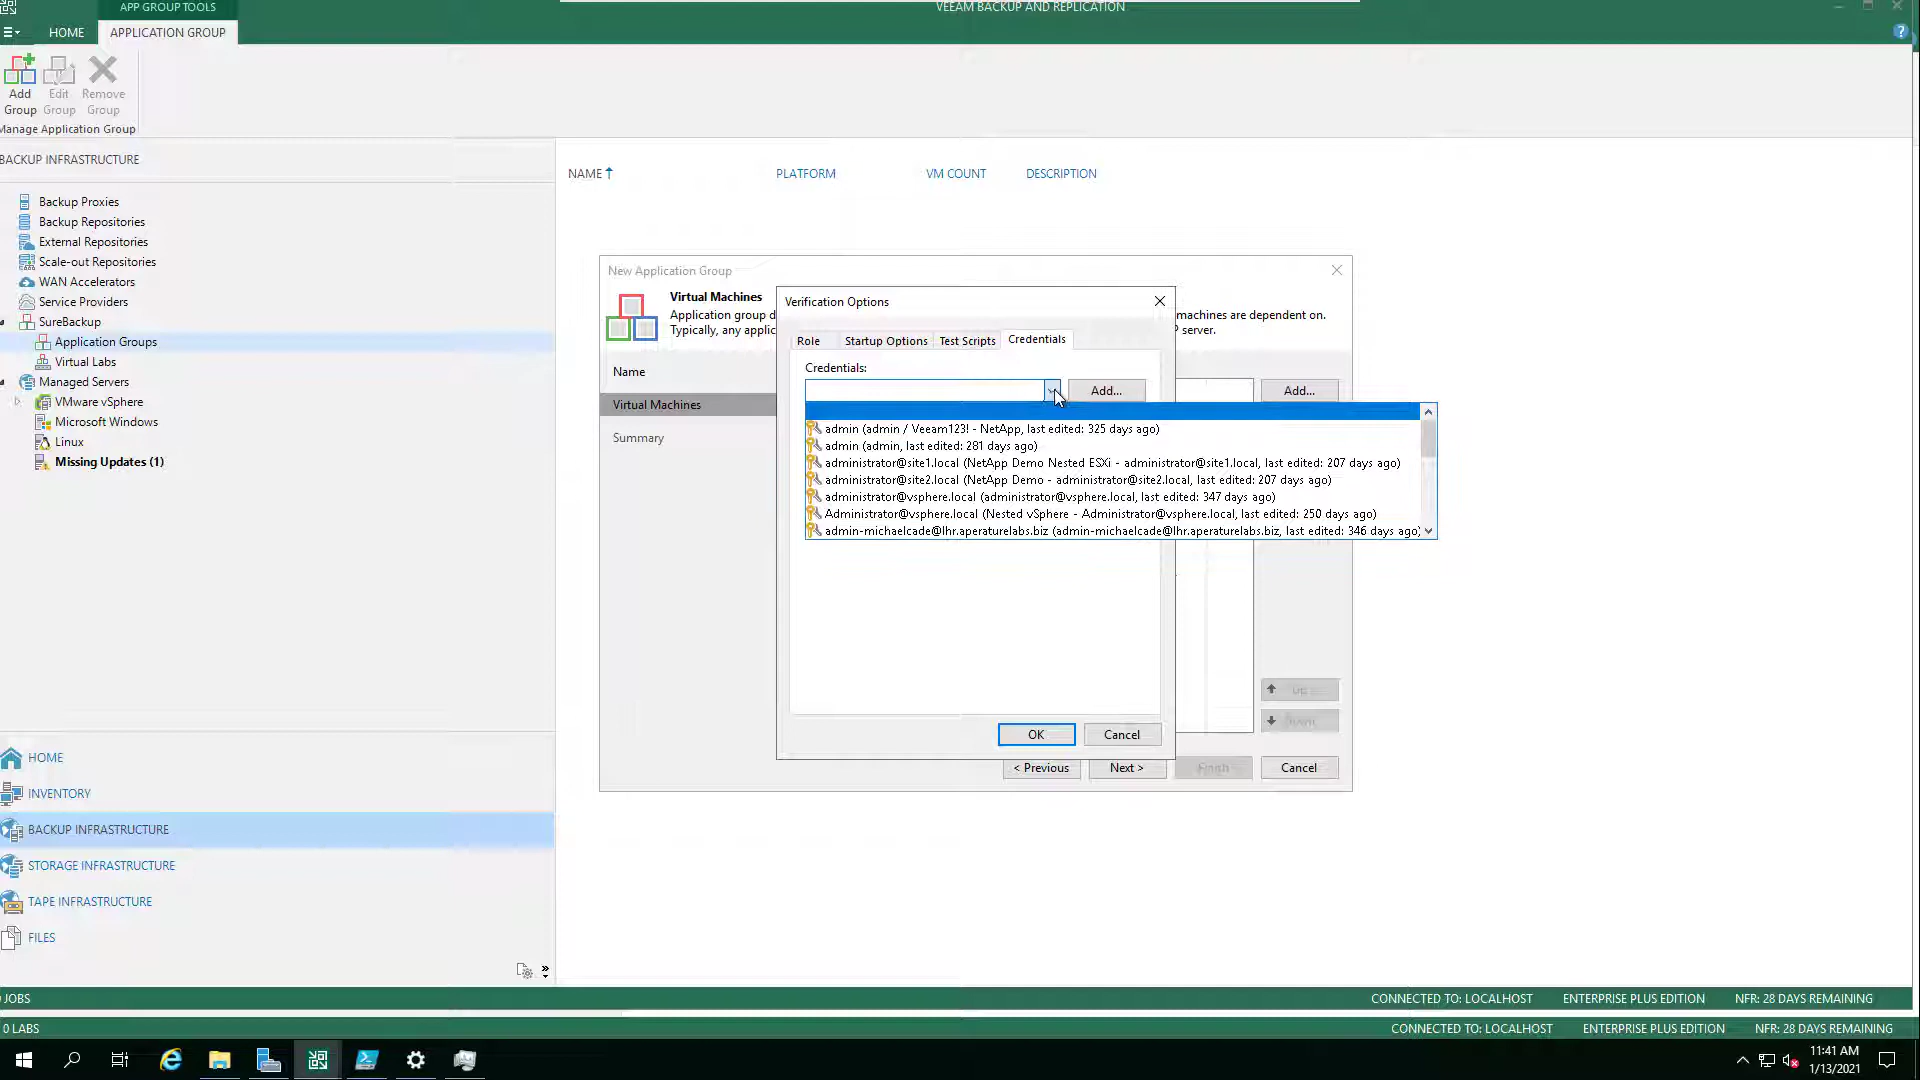 APP GROUP TOOLS
VEEAM BACKUP AND REPLICATION
HOME
APPLICATION GROUP
Add
Group
Edit
Group
Remove
Group
Manage Application Group
BACKUP INFRASTRUCTURE
Backup Proxies
Backup Repositories
External Repositories
Scale-out Repositories
WAN Accelerators
Service Providers
SureBackup
Application Groups
Virtual Labs
Managed Servers
VMware vSphere
Microsoft Windows
Linux
Missing Updates (1)
HOME
INVENTORY
BACKUP INFRASTRUCTURE
STORAGE INFRASTRUCTURE
TAPE INFRASTRUCTURE
FILES
NAME
PLATFORM
VM COUNT
DESCRIPTION
New Application Group
Virtual Machines
Application group d
machines are dependent on.
Typically, any applic
P server.
Name
Virtual Machines
Summary
Verification Options
Role
Startup Options
Test Scripts
Credentials
Credentials:
Add...
Add...
admin (admin / Veeam123! - NetApp, last edited: 325 days ago)
admin (admin, last edited: 281 days ago)
administrator@site1.local (NetApp Demo Nested ESXi - administrator@site1.local, last edited: 207 days ago)
administrator@site2.local (NetApp Demo - administrator@site2.local, last edited: 207 days ago)
administrator@vsphere.local (administrator@vsphere.local, last edited: 347 days ago)
Administrator@vsphere.local (Nested vSphere - Administrator@vsphere.local, last edited: 250 days ago)
admin-michaelcade@lhr.aperaturelabs.biz (admin-michaelcade@lhr.aperaturelabs.biz, last edited: 346 days ago)
OK
Cancel
< Previous
Next >
Finish
Cancel
JOBS
CONNECTED TO: LOCALHOST
ENTERPRISE PLUS EDITION
NFR: 28 DAYS REMAINING
0 LABS
CONNECTED TO: LOCALHOST
ENTERPRISE PLUS EDITION
NFR: 28 DAYS REMAINING
11:41 AM
1/13/2021